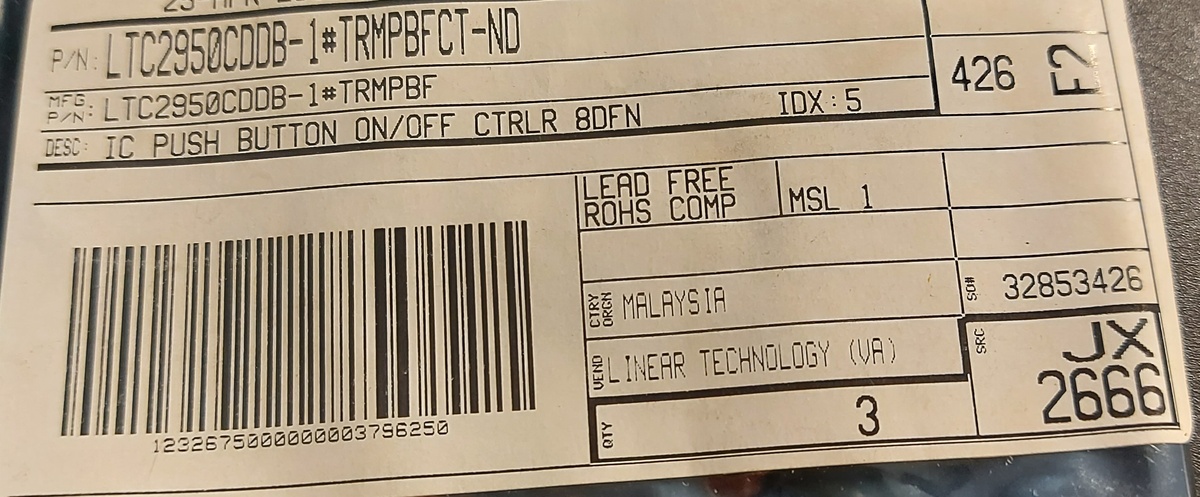 P/N: LTC2950CDDB-1#TRMPBFCT-ND
MFG. P/N: LTC2950CDDB-1#TRMPBF
DESC: IC PUSH BUTTON ON/OFF CTRLR 8DFN
IDX: 5
426
F2
LEAD FREE
ROHS COMP
MSL 1
CTRY ORGN MALAYSIA
SO# 32853426
VEND LINEAR TECHNOLOGY (VA)
SRC JX
2666
QTY 3
1232675000000003796250